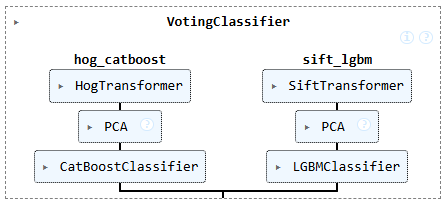 VotingClassifier
i ?
hog_catboost sift_lgbm
HogTransformer SiftTransformer
PCA ? PCA ?
CatBoostClassifier LGBMClassifier